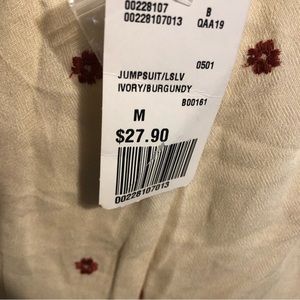 00228107 B
00228107013 QAA19
0501
JUMPSUIT/LSLV
IVORY/BURGUNDY
B00161
M
$27.90
00228107013